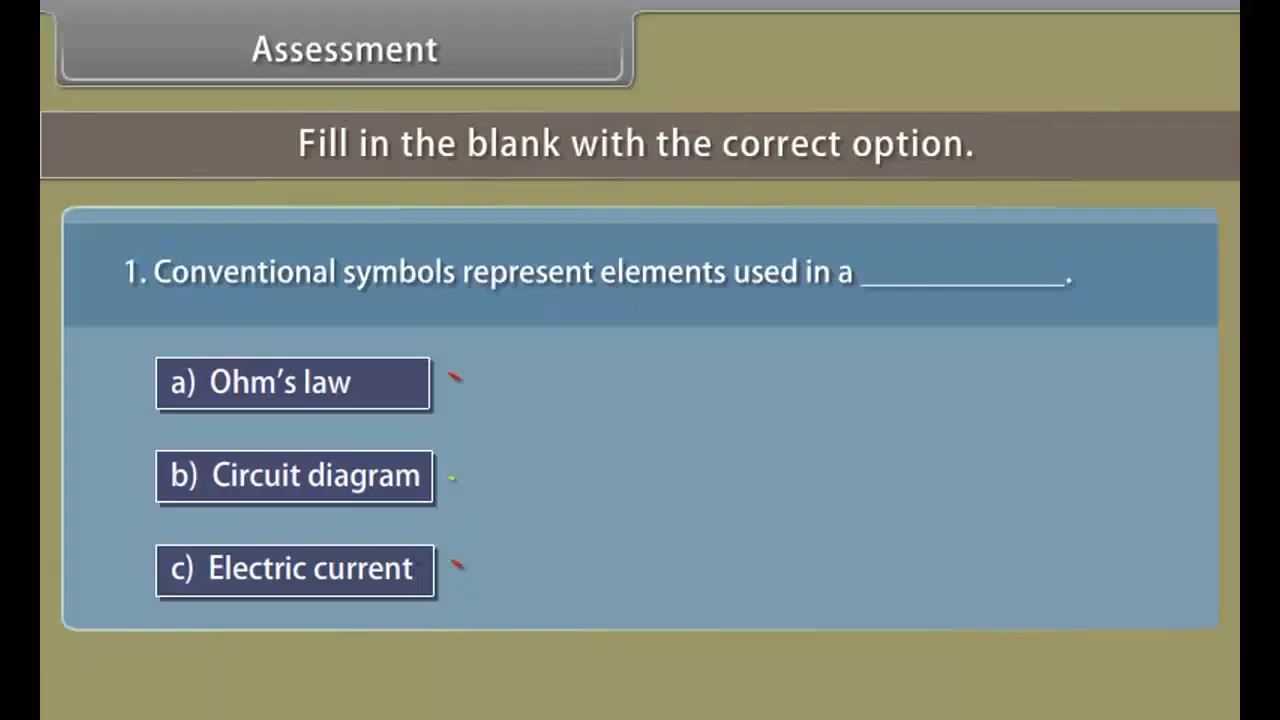 Assessment
Fill in the blank with the correct option.
1. Conventional symbols represent elements used in a _____________.
a) Ohm's law
b) Circuit diagram
c) Electric current